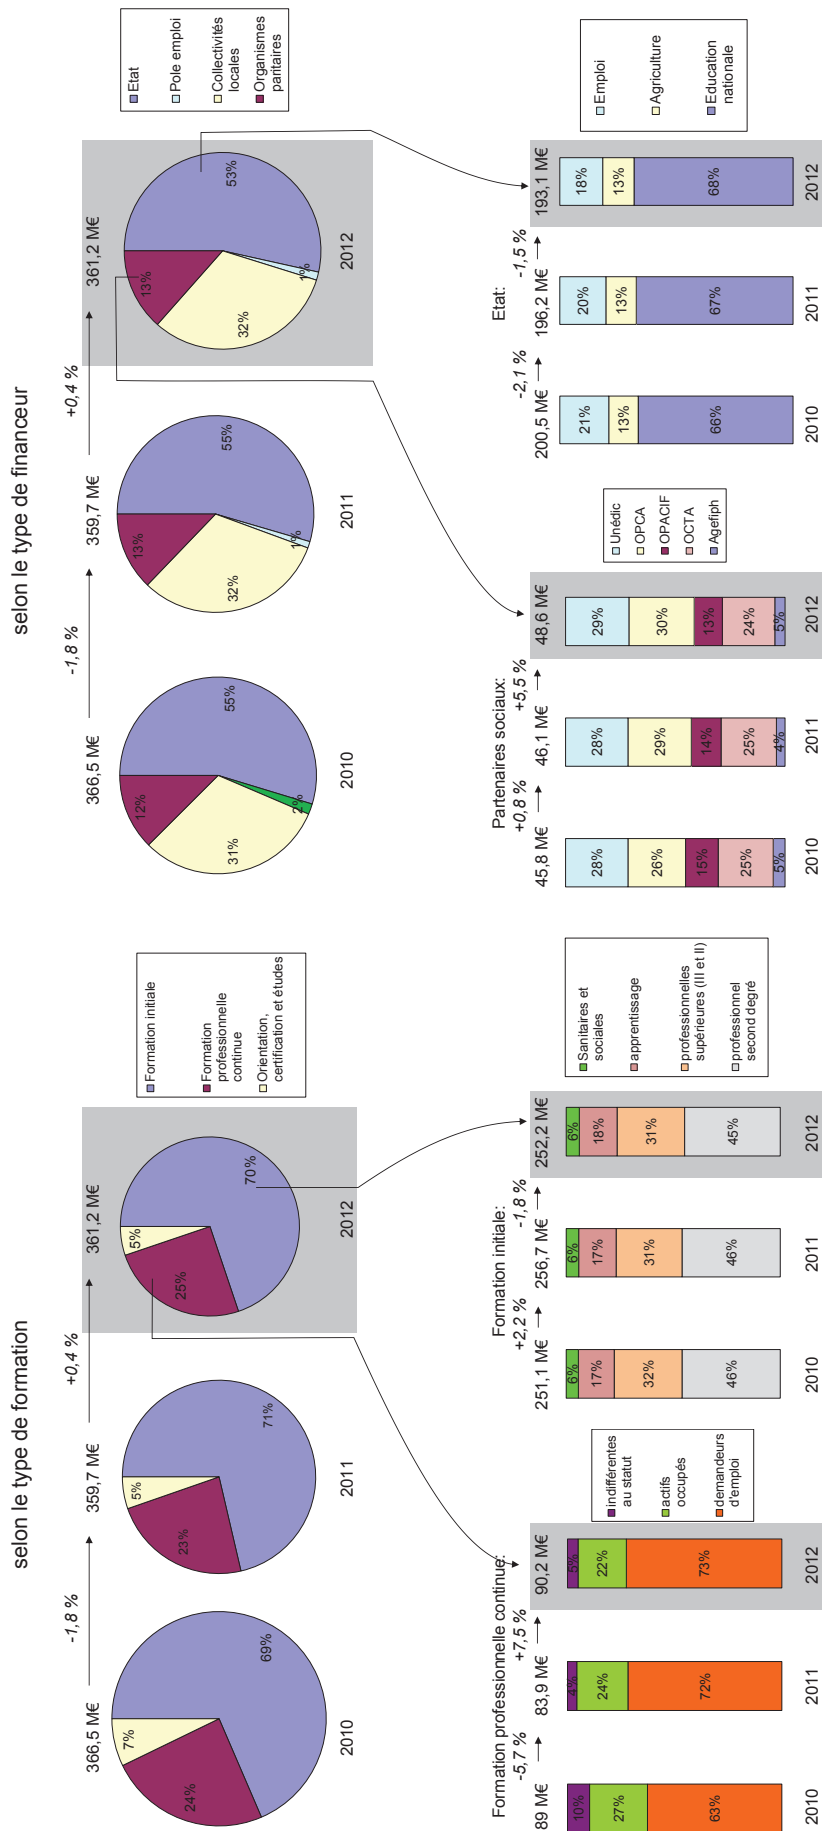 selon le type de formation
366,5 M€
-1,8 %
359,7 M€
+0,4 %
361,2 M€
7%
24%
69%
2010
5%
23%
71%
2011
5%
25%
70%
2012
Formation initiale
Formation
professionnelle
continue
Orientation,
certification et études
Formation professionnelle continue:
89 M€
-5,7 %
83,9 M€
+7,5 %
90,2 M€
10%
27%
63%
2010
4%
24%
72%
2011
5%
22%
73%
2012
indifférentes
au statut
actifs
occupés
demandeurs
d'emploi
Formation initiale:
251,1 M€
+2,2 %
256,7 M€
-1,8 %
252,2 M€
6%
17%
32%
46%
2010
6%
17%
31%
46%
2011
6%
18%
31%
45%
2012
Sanitaires et
sociales
apprentissage
professionnelles
supérieures (III et II)
professionnel
second degré
selon le type de financeur
366,5 M€
-1,8 %
359,7 M€
+0,4 %
361,2 M€
12%
31%
2%
55%
2010
13%
32%
1%
55%
2011
13%
32%
1%
53%
2012
Etat
Pole emploi
Collectivités
locales
Organismes
paritaires
Partenaires sociaux:
45,8 M€
+0,8 %
46,1 M€
+5,5 %
48,6 M€
28%
26%
15%
25%
5%
2010
28%
29%
14%
25%
4%
2011
29%
30%
13%
24%
5%
2012
Unédic
OPCA
OPACIF
OCTA
Agefiph
Etat:
200,5 M€
-2,1 %
196,2 M€
-1,5 %
193,1 M€
21%
13%
66%
2010
20%
13%
67%
2011
18%
13%
68%
2012
Emploi
Agriculture
Education
nationale